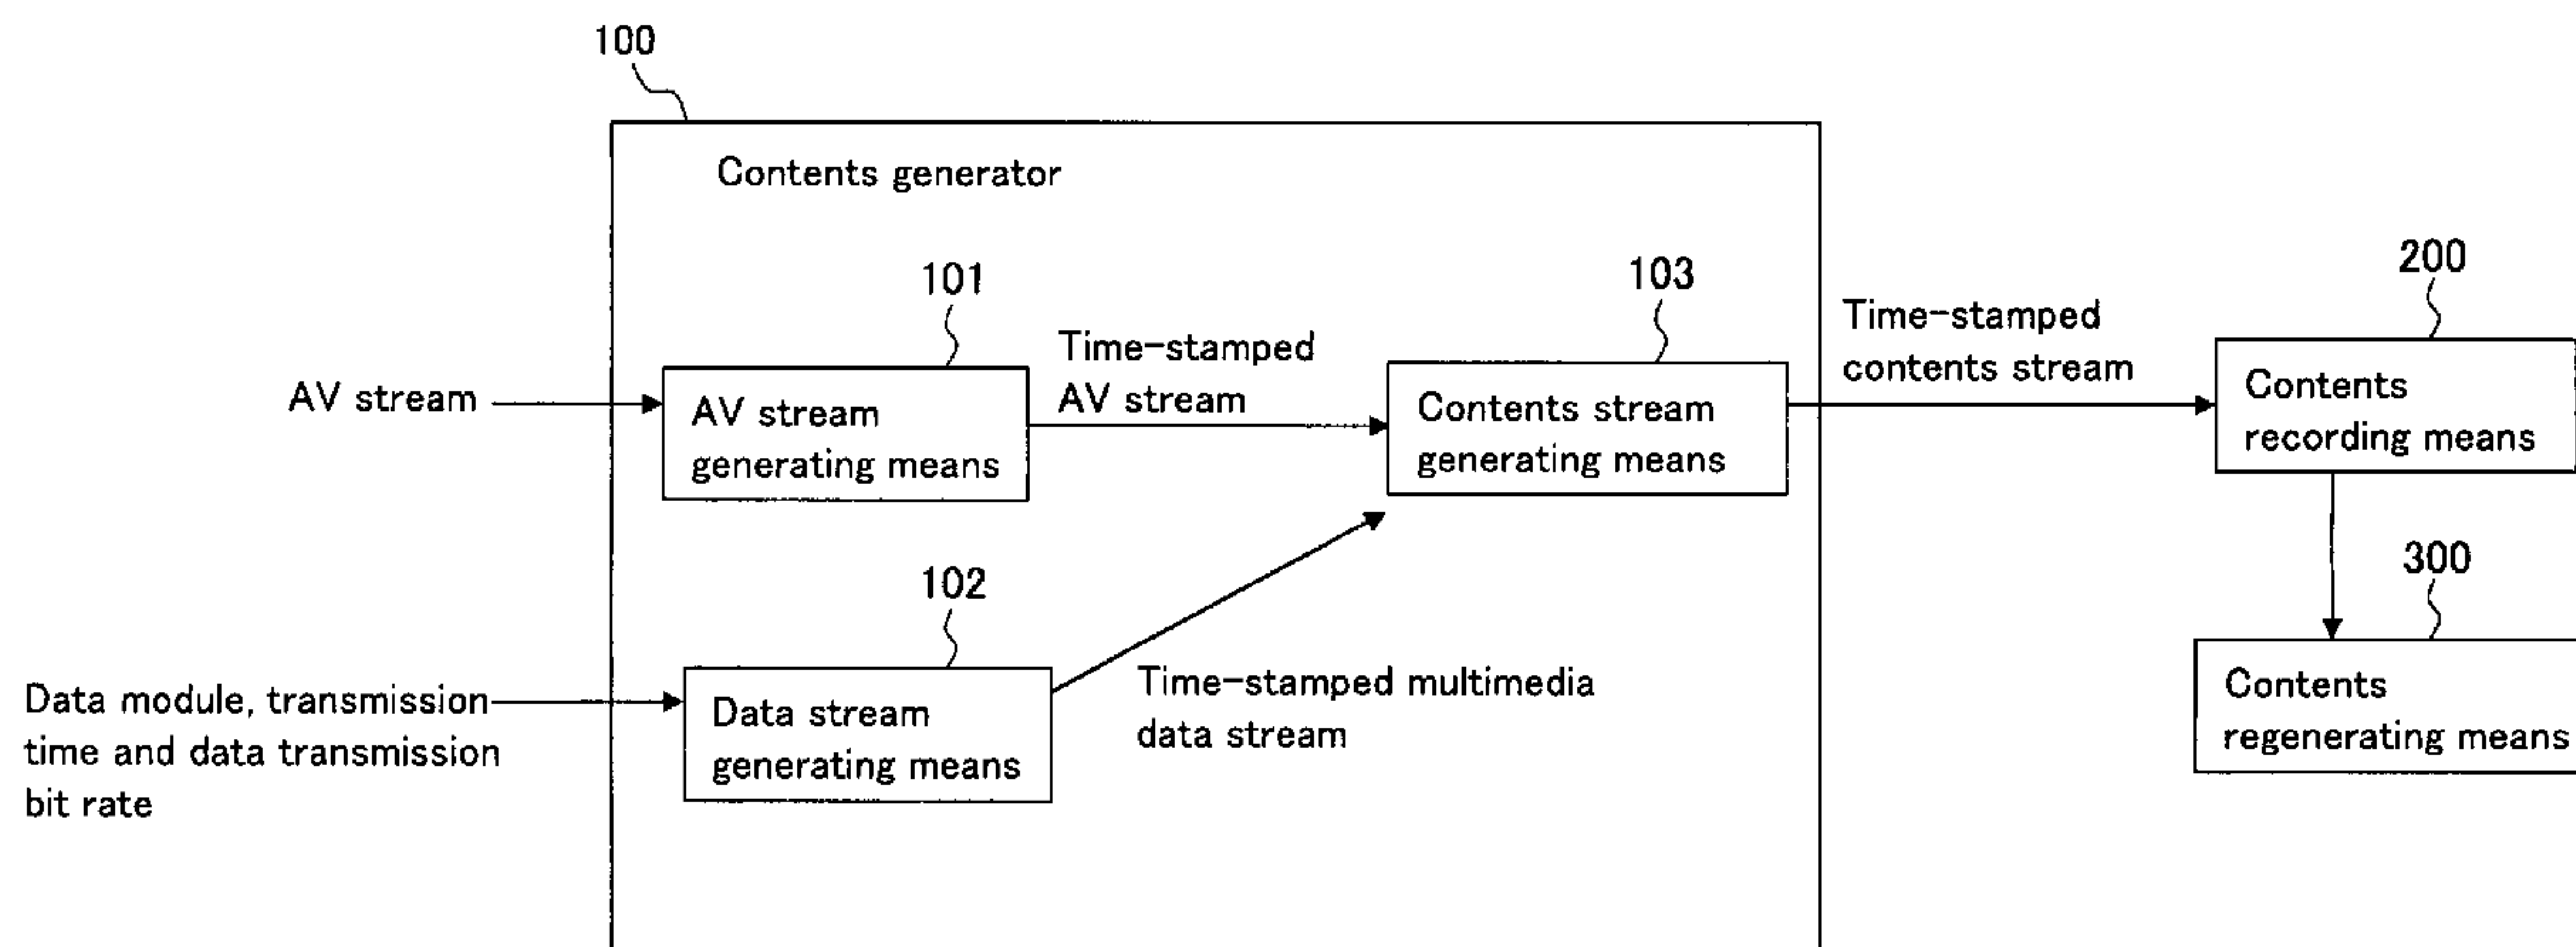 100
Contents generator
101
103
200
Time-stamped
contents stream
Time-stamped
AV stream
AV stream
AV stream
generating means
Contents stream
generating means
Contents
recording means
102
300
Data module, transmission
time and data transmission
bit rate
Data stream
generating means
Time-stamped multimedia
data stream
Contents
regenerating means